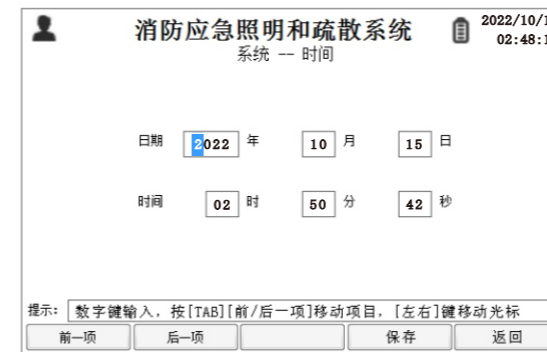 消防应急照明和疏散系统
2022/10/1
系统 -- 时间
02:48:1
日期 2022 年 10 月 15 日
时间 02 时 50 分 42 秒
提示: 数字键输入, 按[TAB][前/后一项]移动项目, [左右]键移动光标
前一项 后一项 保存 返回